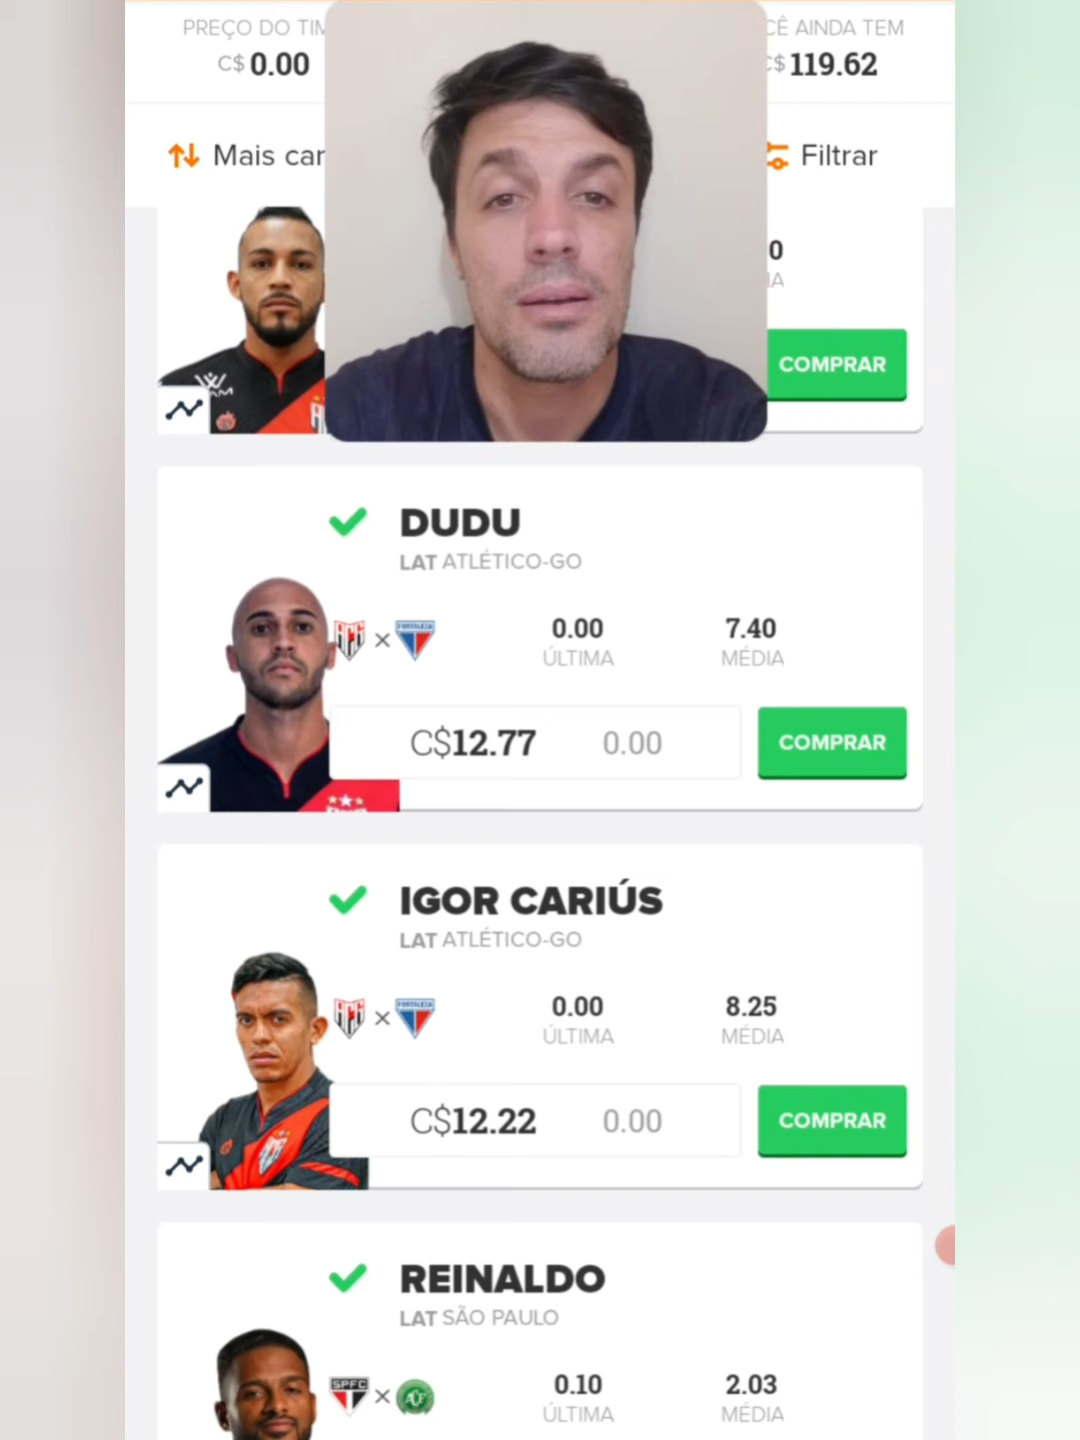 PREÇO DO TIM
CÊ AINDA TEM
C$ 0.00
C$ 119.62
Mais car
Filtrar
0
IA
COMPRAR
DUDU
LAT ATLÉTICO-GO
0.00
7.40
ÚLTIMA
MÉDIA
C$12.77
0.00
COMPRAR
IGOR CARIÚS
LAT ATLÉTICO-GO
0.00
8.25
ÚLTIMA
MÉDIA
C$12.22
0.00
COMPRAR
REINALDO
LAT SÃO PAULO
SPFC
0.10
2.03
ÚLTIMA
MÉDIA